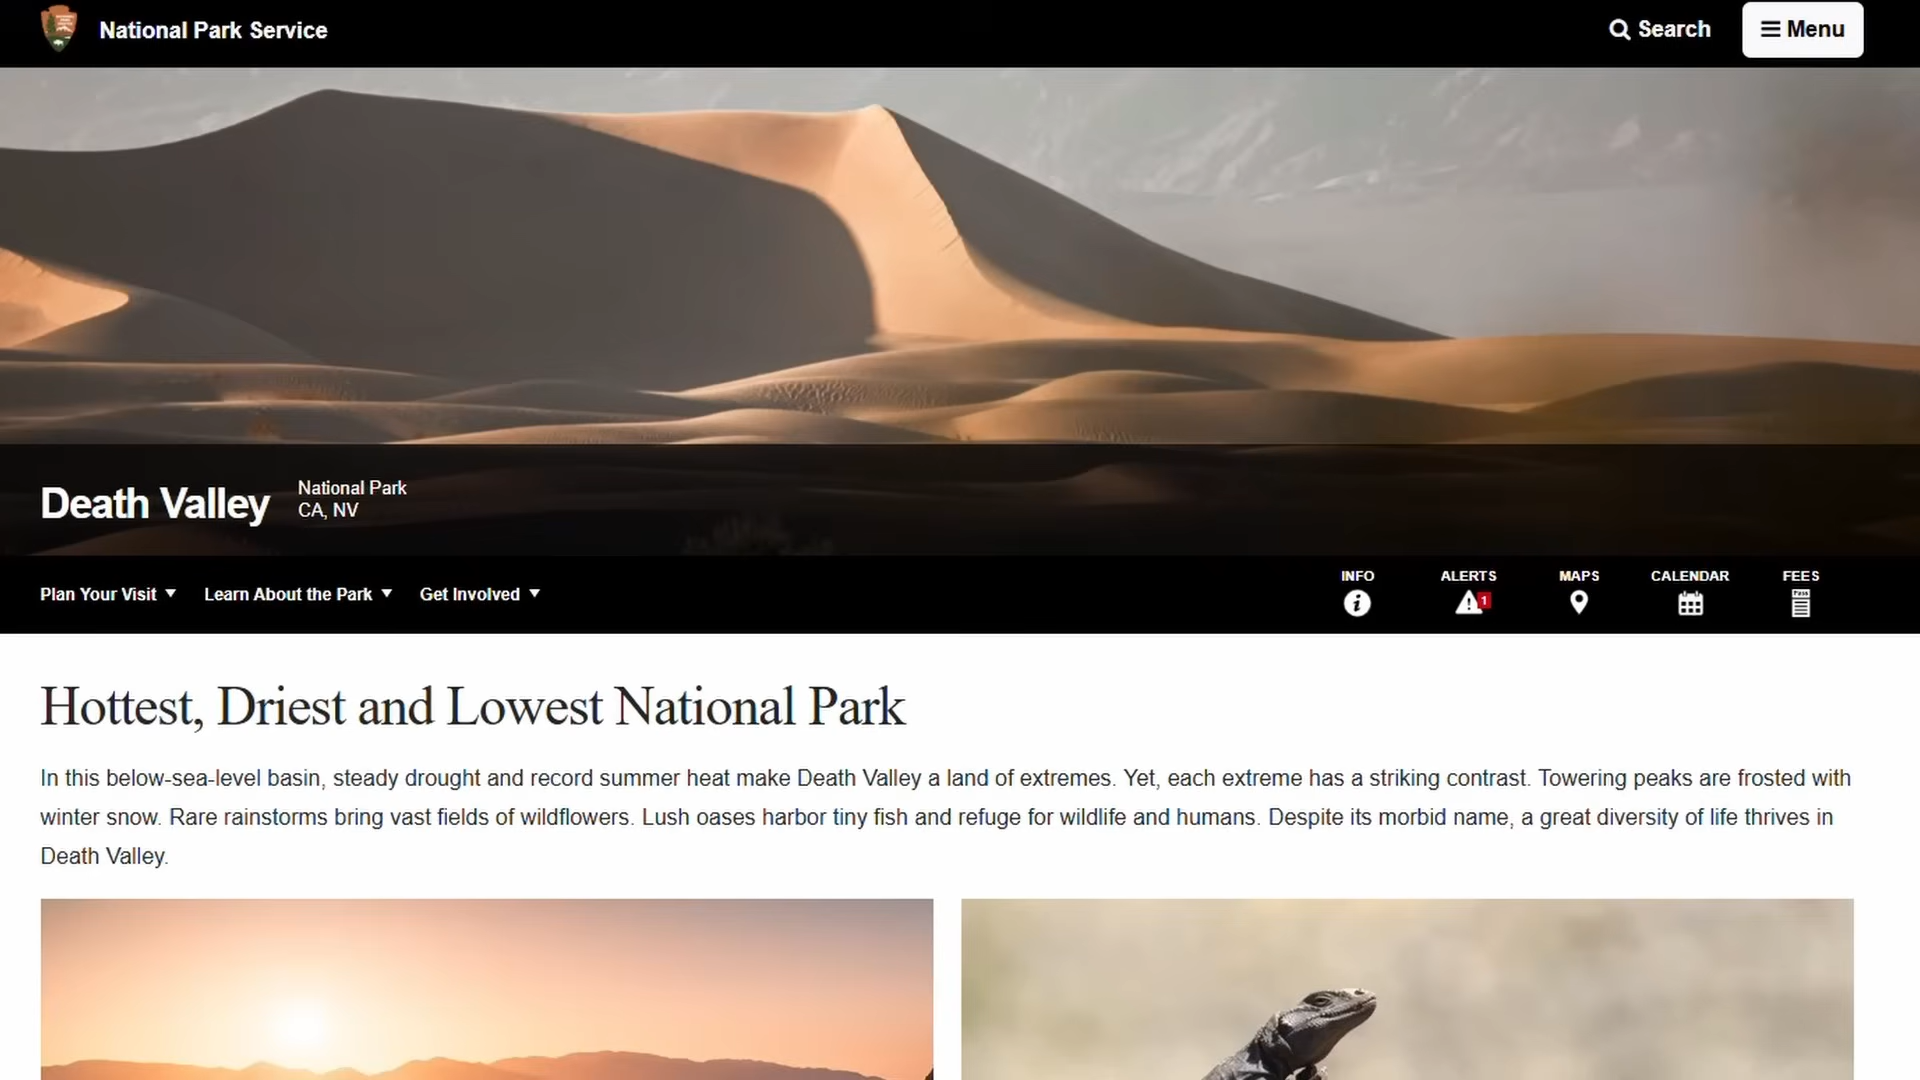 National Park Service
Search
Menu
Death Valley
National Park
CA, NV
Plan Your Visit
Learn About the Park
Get Involved
INFO
ALERTS
1
MAPS
CALENDAR
FEES
Hottest, Driest and Lowest National Park
In this below-sea-level basin, steady drought and record summer heat make Death Valley a land of extremes. Yet, each extreme has a striking contrast. Towering peaks are frosted with
winter snow. Rare rainstorms bring vast fields of wildflowers. Lush oases harbor tiny fish and refuge for wildlife and humans. Despite its morbid name, a great diversity of life thrives in
Death Valley.